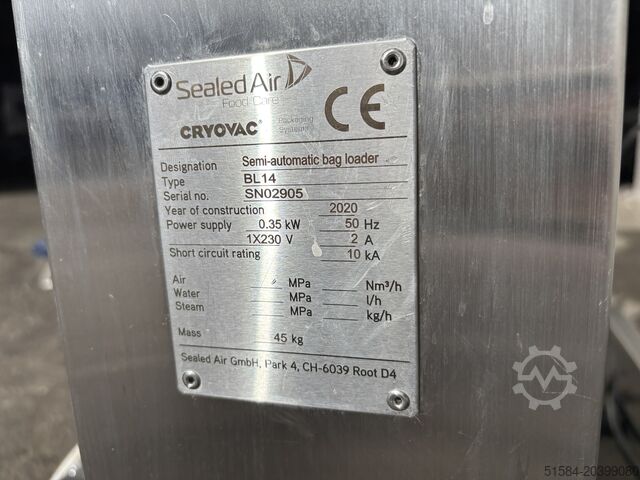 Sealed Air
Food Care
CE
CRYOVAC® Packaging Systems
Designation Semi-automatic bag loader
Type BL14
Serial no. SN02905
Year of construction 2020
Power supply 0.35 kW 50 Hz
1X230 V 2 A
Short circuit rating 10 kA
Air MPa Nm³/h
Water MPa l/h
Steam MPa kg/h
Mass 45 kg
Sealed Air GmbH, Park 4, CH-6039 Root D4
51584-20399080